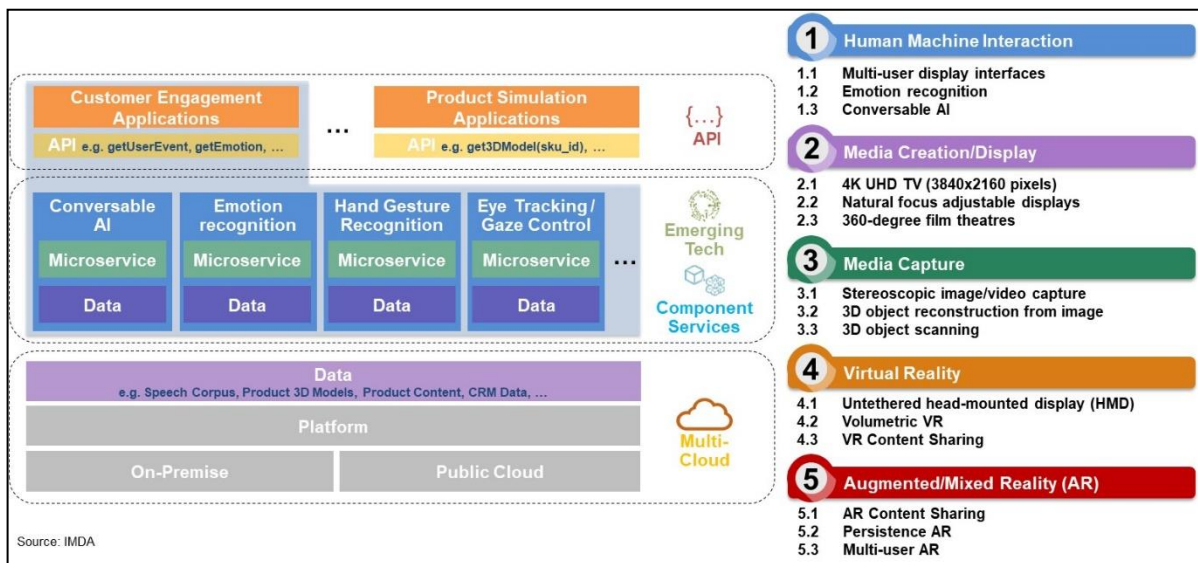 Customer Engagement
Applications
API e.g. getUserEvent, getEmotion, …
…
Product Simulation
Applications
API e.g. get3DModel(sku_id), …
{…}
API
Conversable
AI
Microservice
Data
Emotion
recognition
Microservice
Data
Hand Gesture
Recognition
Microservice
Data
Eye Tracking/
Gaze Control
Microservice
Data
…
Emerging
Tech
Component
Services
Data
e.g. Speech Corpus, Product 3D Models, Product Content, CRM Data, …
Platform
On-Premise
Public Cloud
Multi-
Cloud
Source: IMDA
1 Human Machine Interaction
1.1 Multi-user display interfaces
1.2 Emotion recognition
1.3 Conversable AI
2 Media Creation/Display
2.1 4K UHD TV (3840x2160 pixels)
2.2 Natural focus adjustable displays
2.3 360-degree film theatres
3 Media Capture
3.1 Stereoscopic image/video capture
3.2 3D object reconstruction from image
3.3 3D object scanning
4 Virtual Reality
4.1 Untethered head-mounted display (HMD)
4.2 Volumetric VR
4.3 VR Content Sharing
5 Augmented/Mixed Reality (AR)
5.1 AR Content Sharing
5.2 Persistence AR
5.3 Multi-user AR